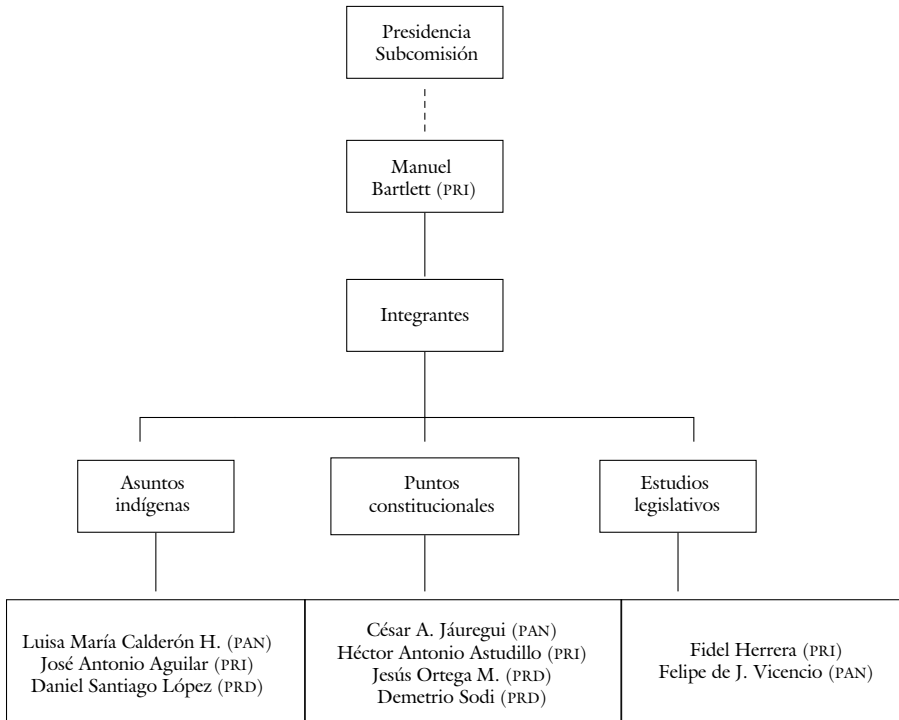 Presidencia
Subcomisión
Manuel
Bartlett (PRI)
Integrantes
Asuntos
indígenas
Puntos
constitucionales
Estudios
legislativos
Luisa María Calderón H. (PAN)
José Antonio Aguilar (PRI)
Daniel Santiago López (PRD)
César A. Jáuregui (PAN)
Héctor Antonio Astudillo (PRI)
Jesús Ortega M. (PRD)
Demetrio Sodi (PRD)
Fidel Herrera (PRI)
Felipe de J. Vicencio (PAN)